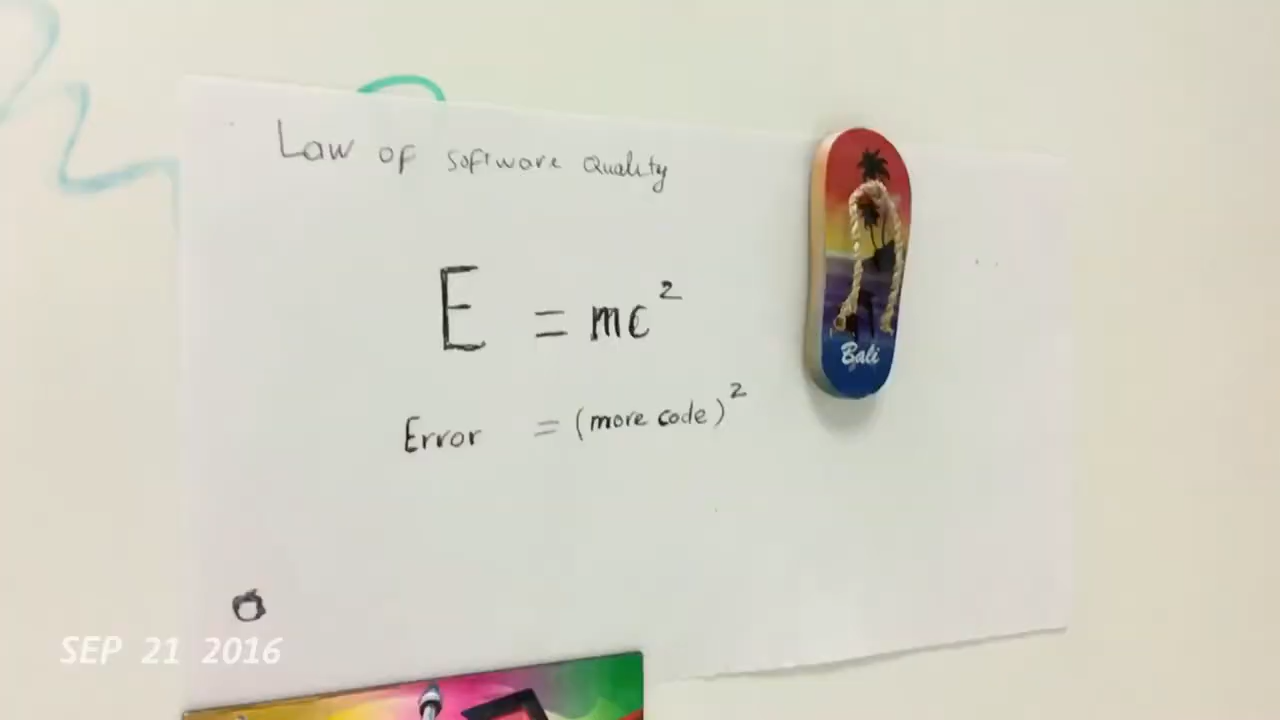 Law of software Quality
E = mc²
Error = (more code)²
Bali
SEP 21 2016